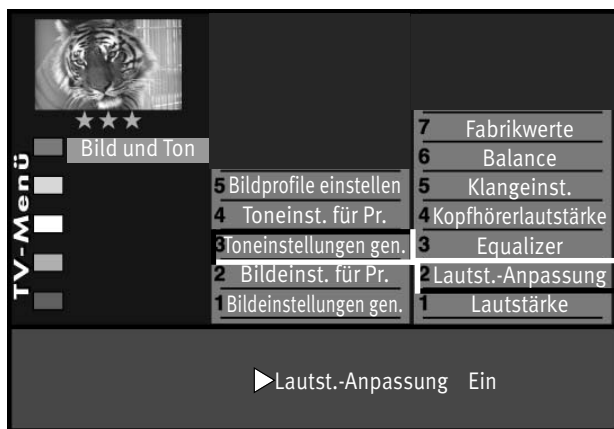 TV-Menü
Bild und Ton
5 Bildprofile einstellen
4 Toneinst. für Pr.
3 Toneinstellungen gen.
2 Bildeinst. für Pr.
1 Bildeinstellungen gen.
7 Fabrikwerte
6 Balance
5 Klangeinst.
4 Kopfhörerlautstärke
3 Equalizer
2 Lautst.-Anpassung
1 Lautstärke
Lautst.-Anpassung Ein